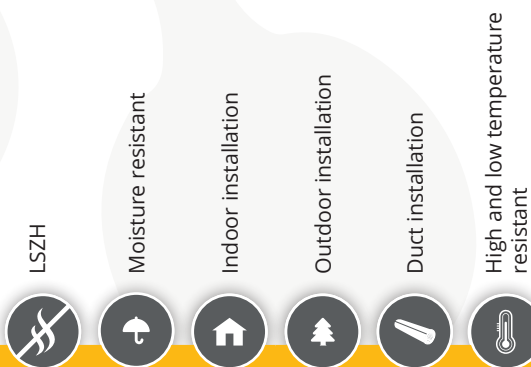 LSZH
Moisture resistant
Indoor installation
Outdoor installation
Duct installation
High and low temperature
resistant